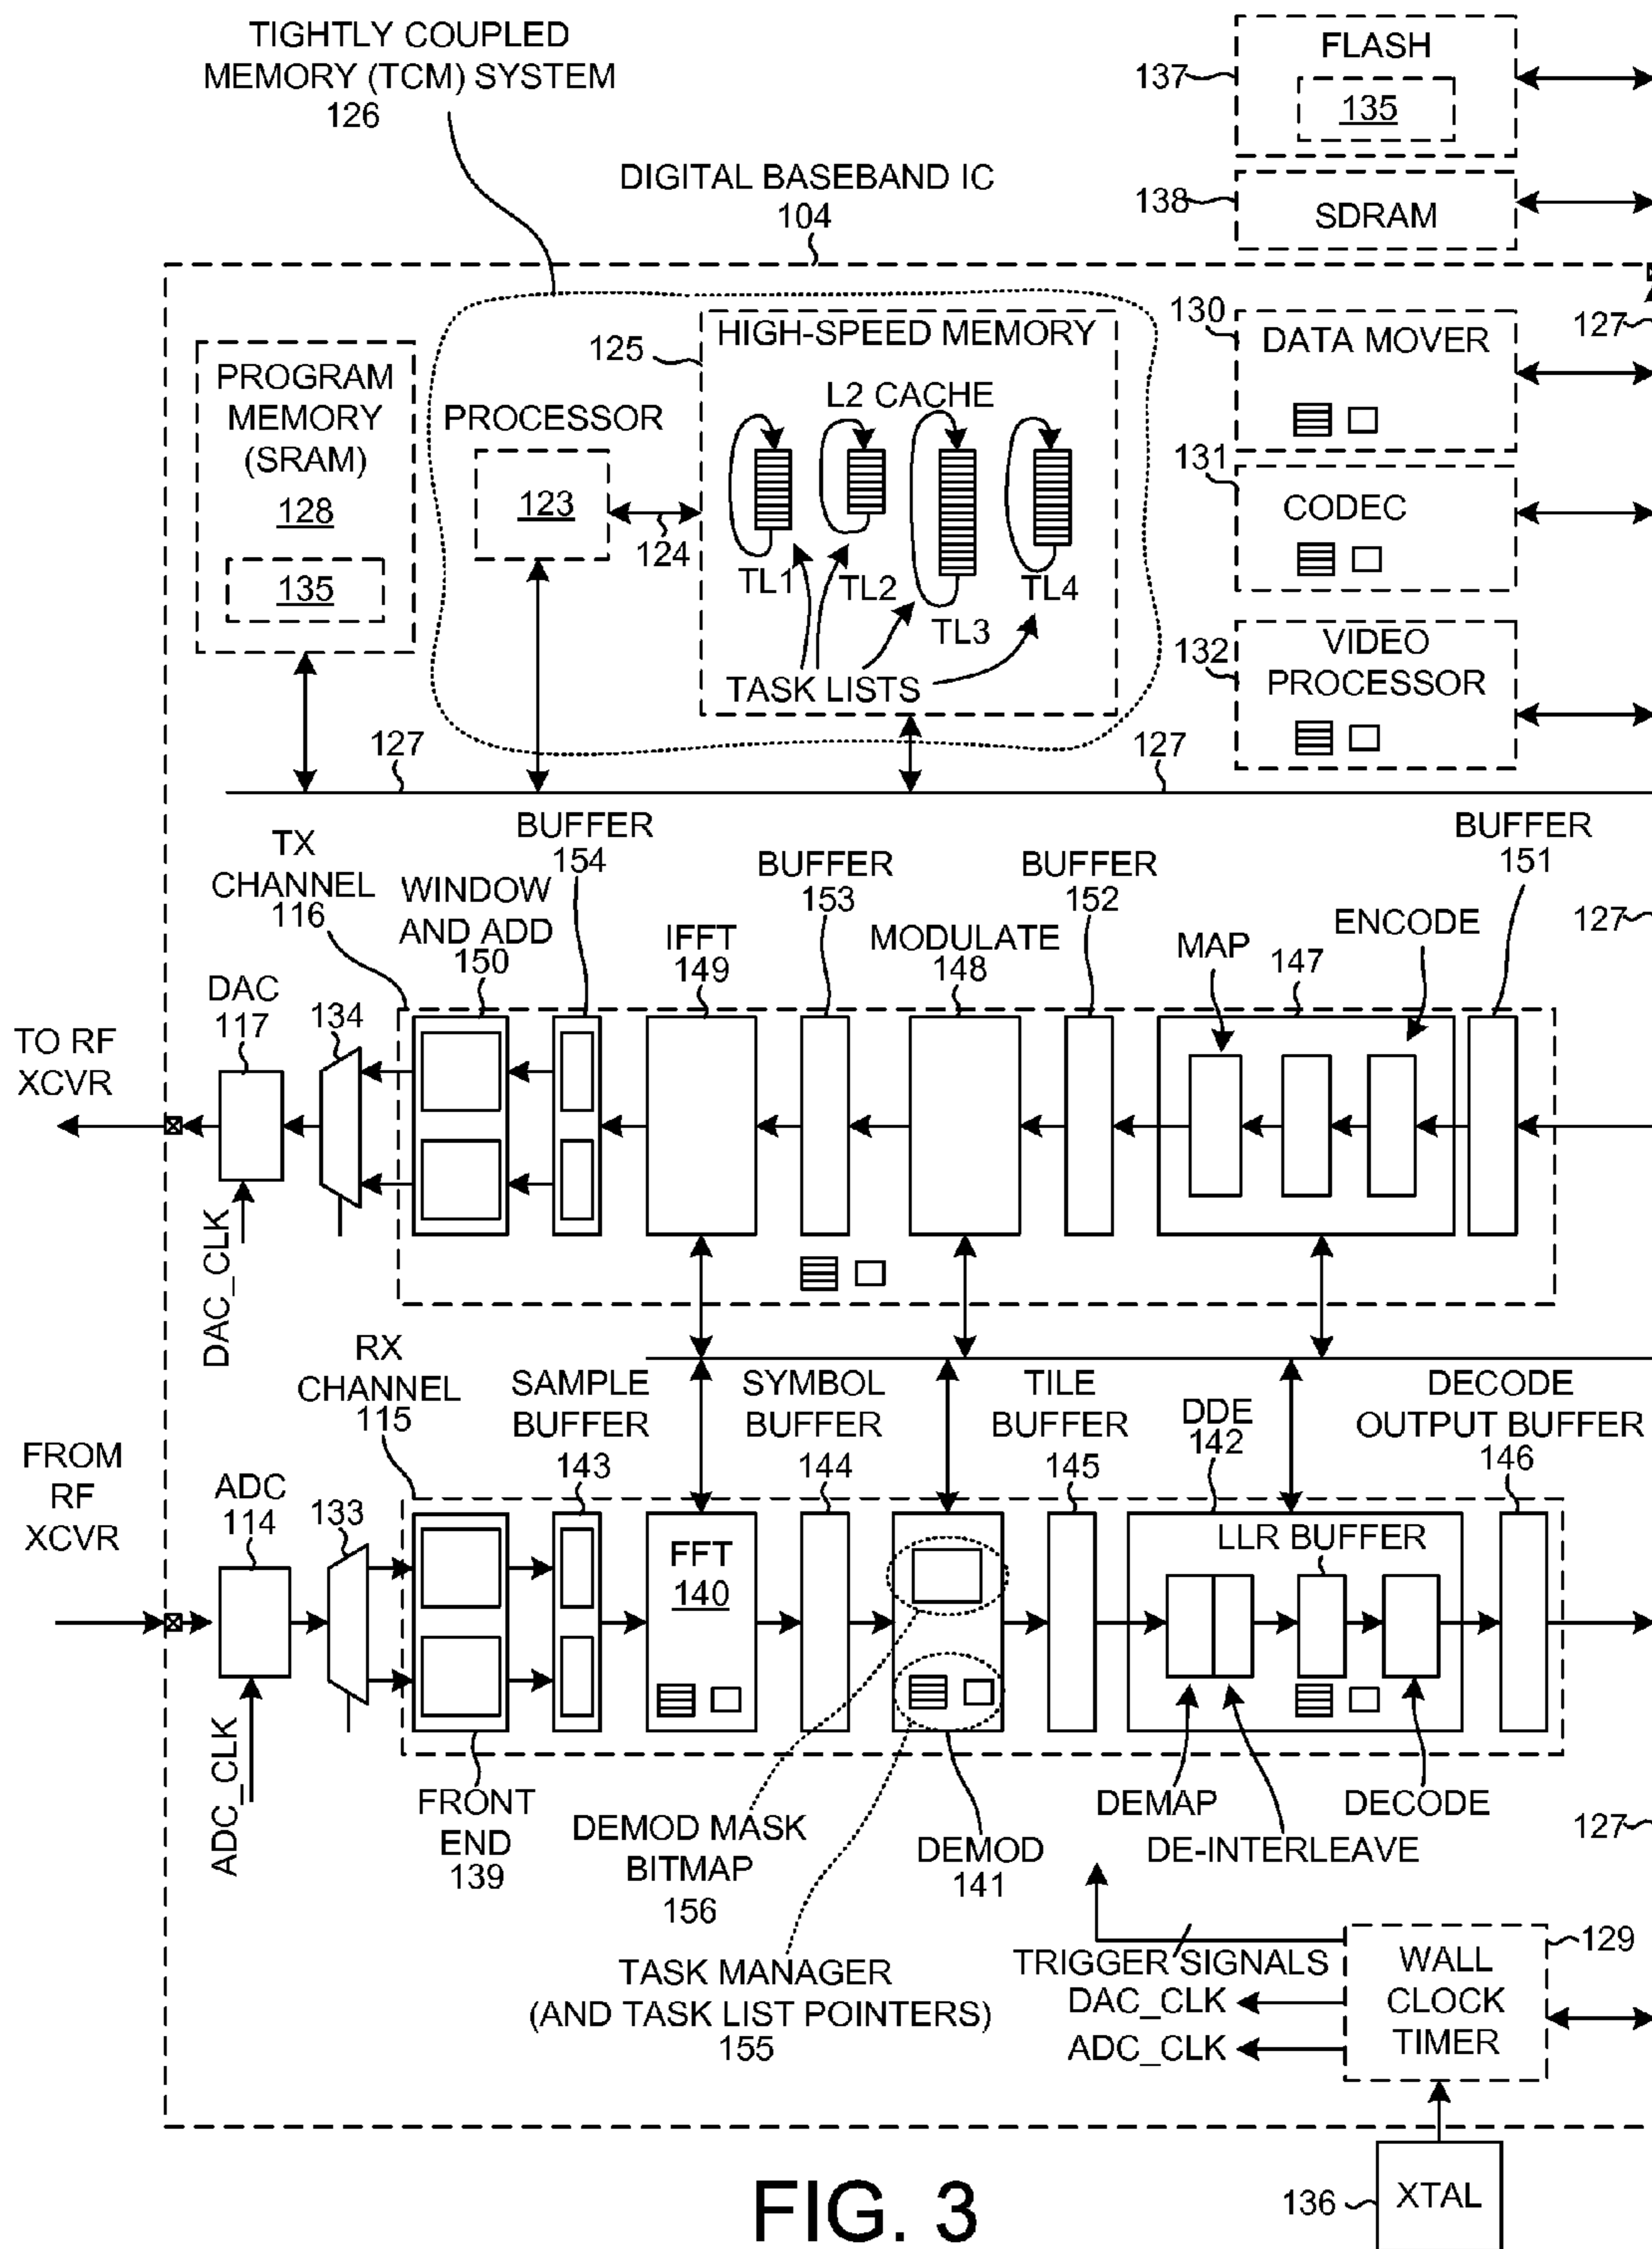 TIGHTLY COUPLED
MEMORY (TCM) SYSTEM
126
DIGITAL BASEBAND IC
104
137
FLASH
135
138
SDRAM
PROGRAM
MEMORY
(SRAM)
128
135
PROCESSOR
123
124
125
HIGH-SPEED MEMORY
L2 CACHE
TL1
TL2
TL3
TL4
TASK LISTS
130
DATA MOVER
127
131
CODEC
132
VIDEO
PROCESSOR
127
127
TX
CHANNEL
116
WINDOW
AND ADD
150
BUFFER
154
IFFT
149
BUFFER
153
MODULATE
148
BUFFER
152
MAP
147
ENCODE
BUFFER
151
127
TO RF
XCVR
DAC
117
134
DAC_CLK
RX
CHANNEL
115
SAMPLE
BUFFER
143
SYMBOL
BUFFER
144
TILE
BUFFER
145
DDE
142
DECODE
OUTPUT BUFFER
146
FROM
RF
XCVR
ADC
114
133
ADC_CLK
FFT
140
LLR BUFFER
FRONT
END
139
DEMOD MASK
BITMAP
156
DEMOD
141
DEMAP
DE-INTERLEAVE
DECODE
127
TASK MANAGER
(AND TASK LIST POINTERS)
155
TRIGGER SIGNALS
DAC_CLK
ADC_CLK
WALL
CLOCK
TIMER
129
136
XTAL
FIG. 3